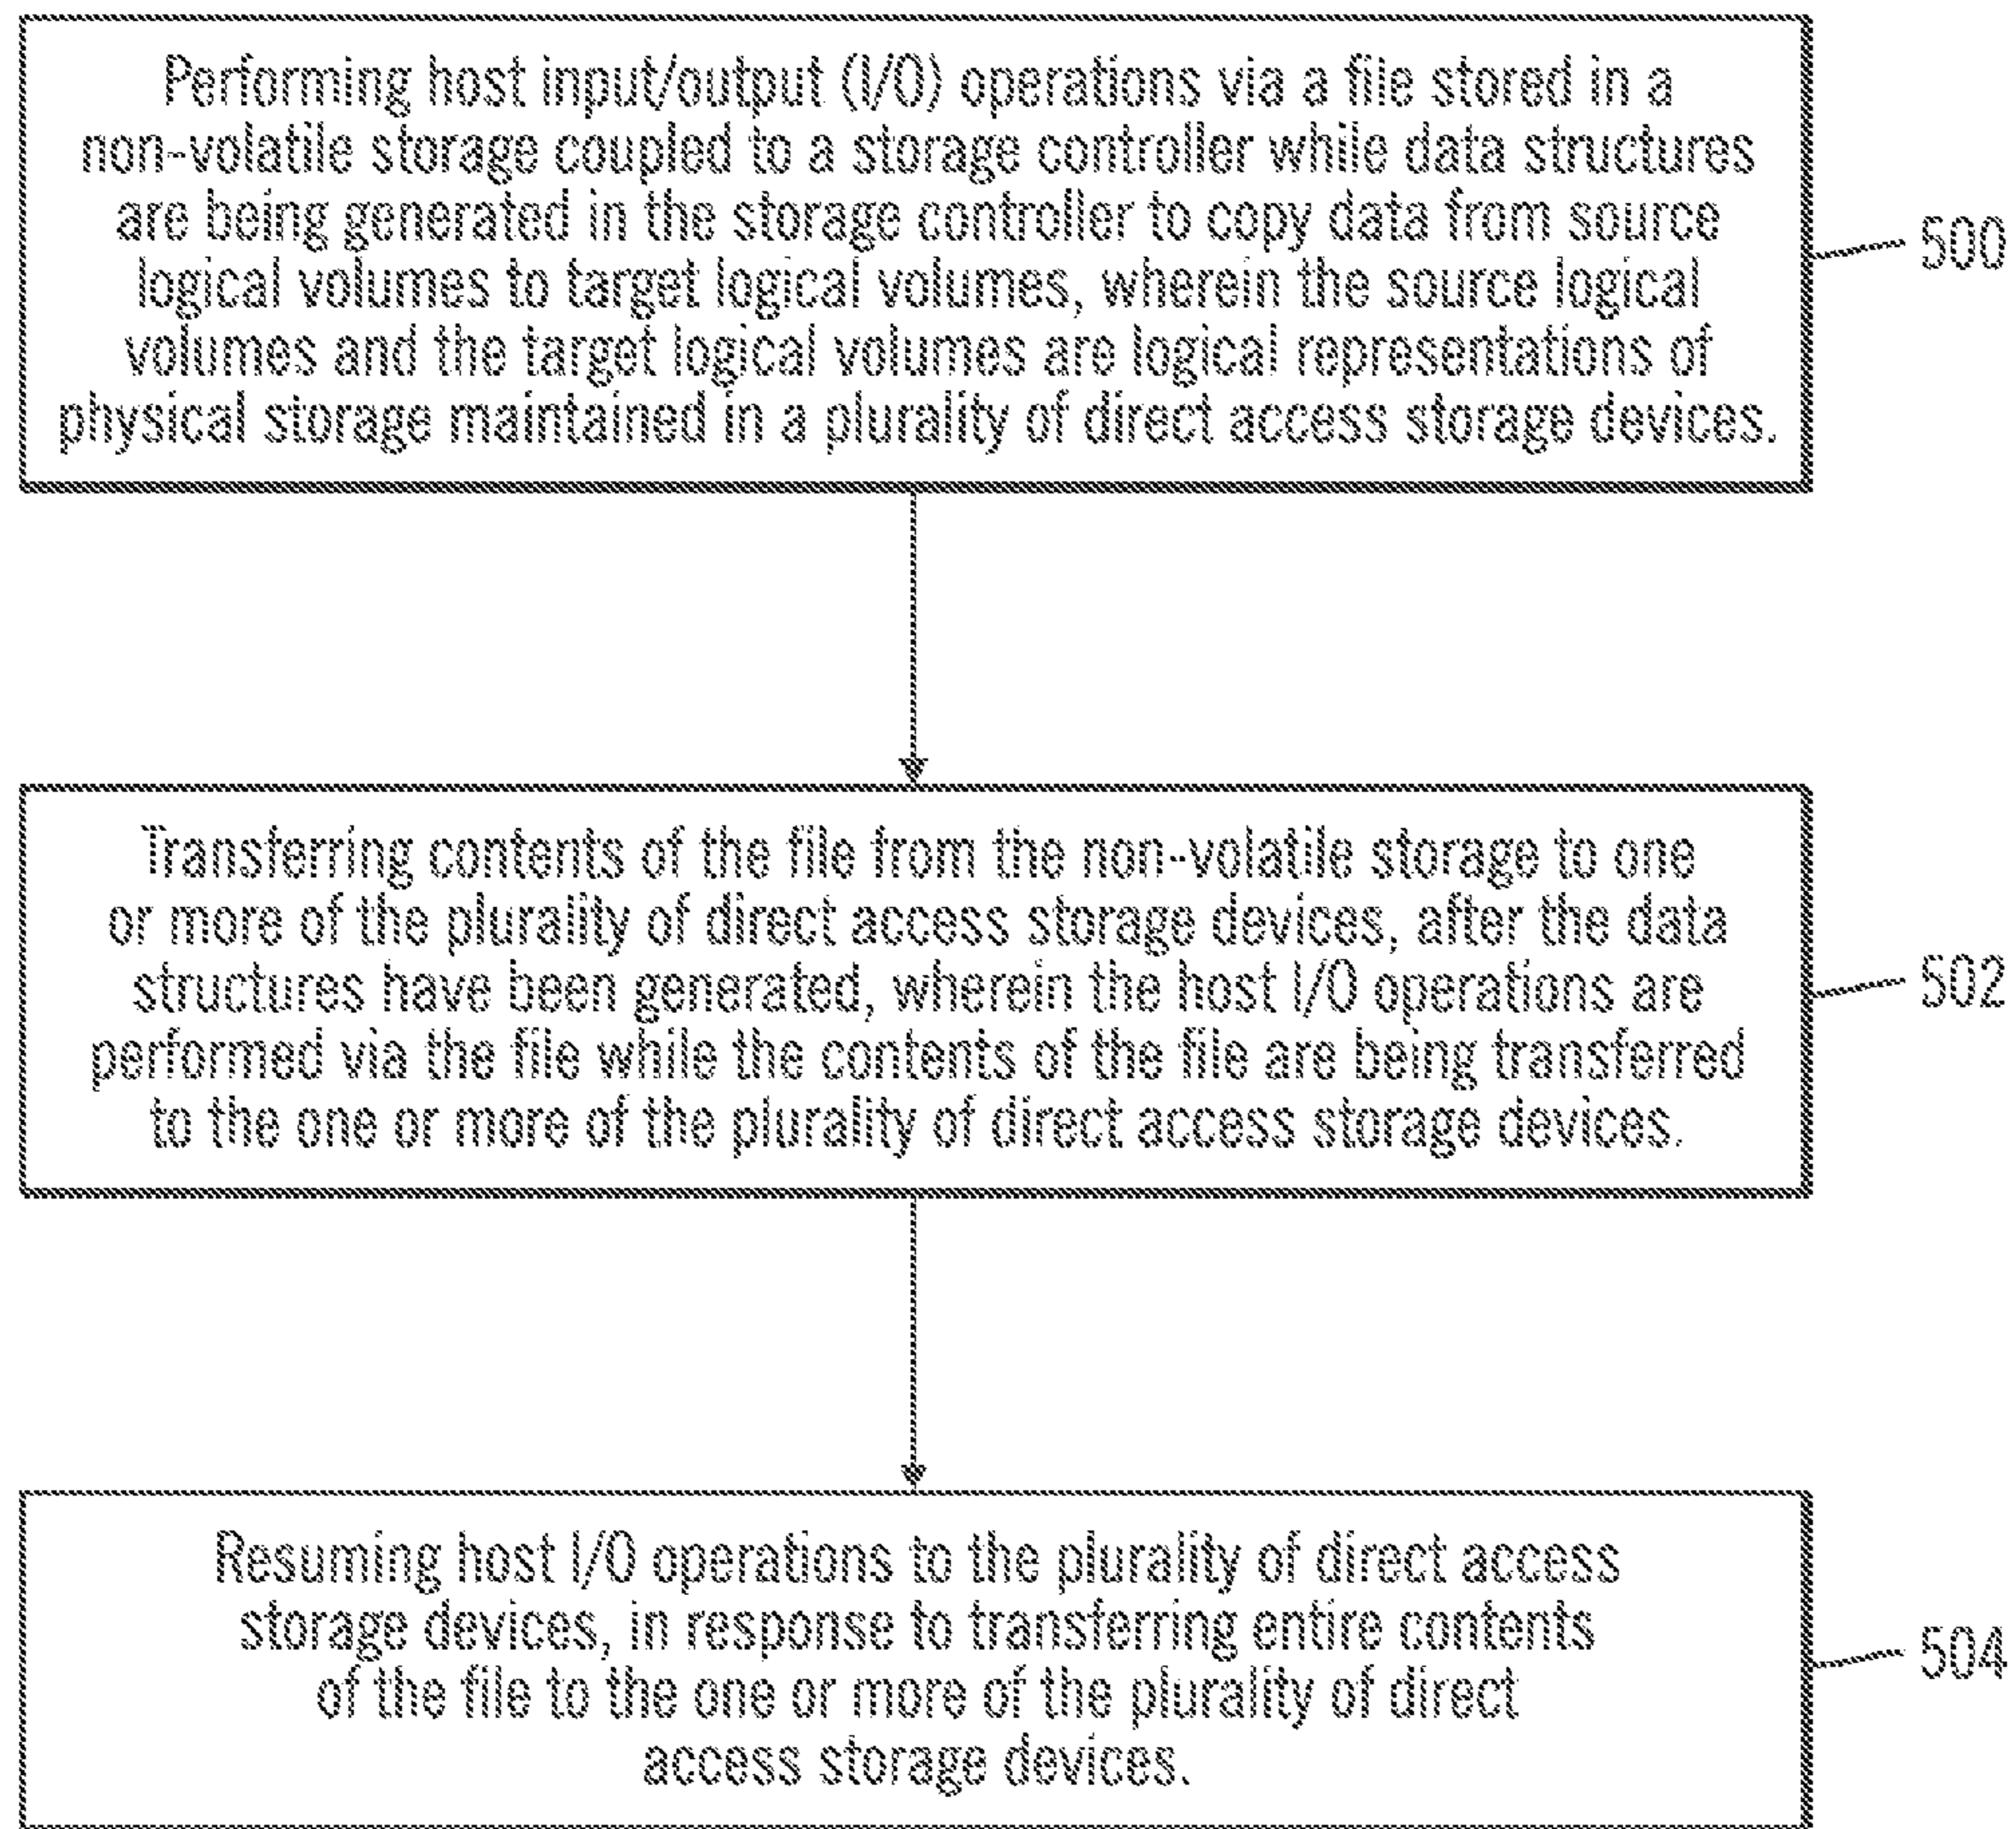 Performing host input/output (I/O) operations via a file stored in a
non-volatile storage coupled to a storage controller while data structures
are being generated in the storage controller to copy data from source
logical volumes to target logical volumes, wherein the source logical
volumes and the target logical volumes are logical representations of
physical storage maintained in a plurality of direct access storage devices.
500
Transferring contents of the file from the non-volatile storage to one
or more of the plurality of direct access storage devices, after the data
structures have been generated, wherein the host I/O operations are
performed via the file while the contents of the file are being transferred
to the one or more of the plurality of direct access storage devices.
502
Resuming host I/O operations to the plurality of direct access
storage devices, in response to transferring entire contents
of the file to the one or more of the plurality of direct
access storage devices.
504